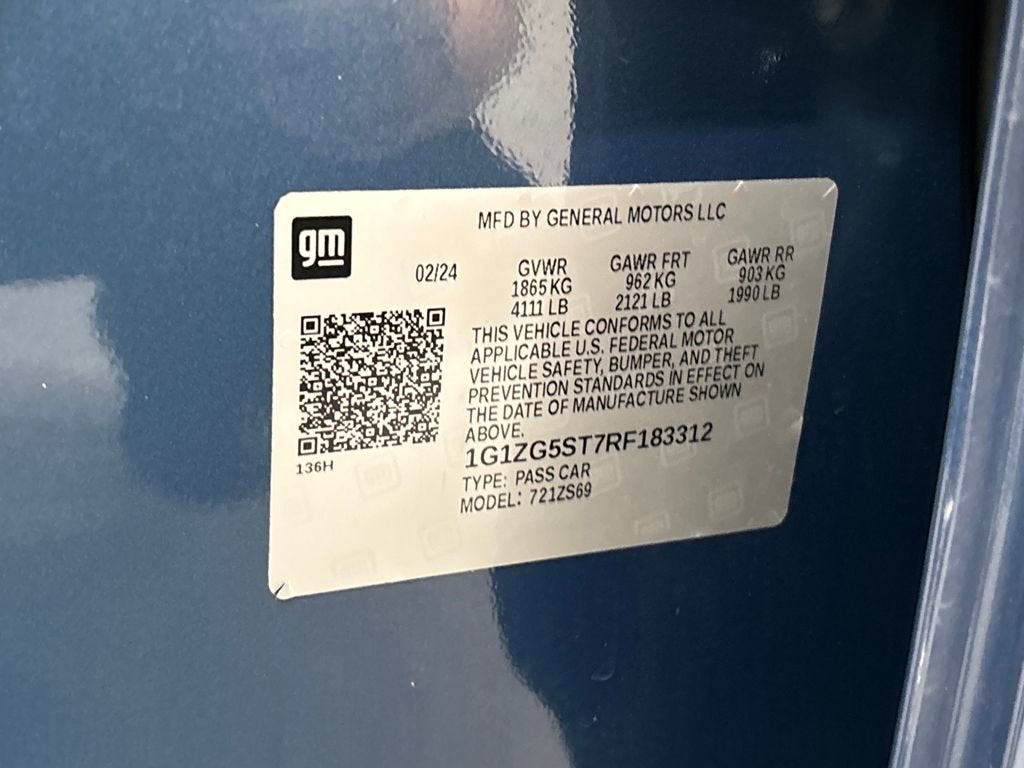 gm
MFD BY GENERAL MOTORS LLC
02/24
GVWR
1865 KG
4111 LB
GAWR FRT
962 KG
2121 LB
GAWR RR
903 KG
1990 LB
THIS VEHICLE CONFORMS TO ALL
APPLICABLE U.S. FEDERAL MOTOR
VEHICLE SAFETY, BUMPER, AND THEFT
PREVENTION STANDARDS IN EFFECT ON
THE DATE OF MANUFACTURE SHOWN
ABOVE.
1G1ZG5ST7RF183312
TYPE: PASS CAR
MODEL: 721ZS69
136H